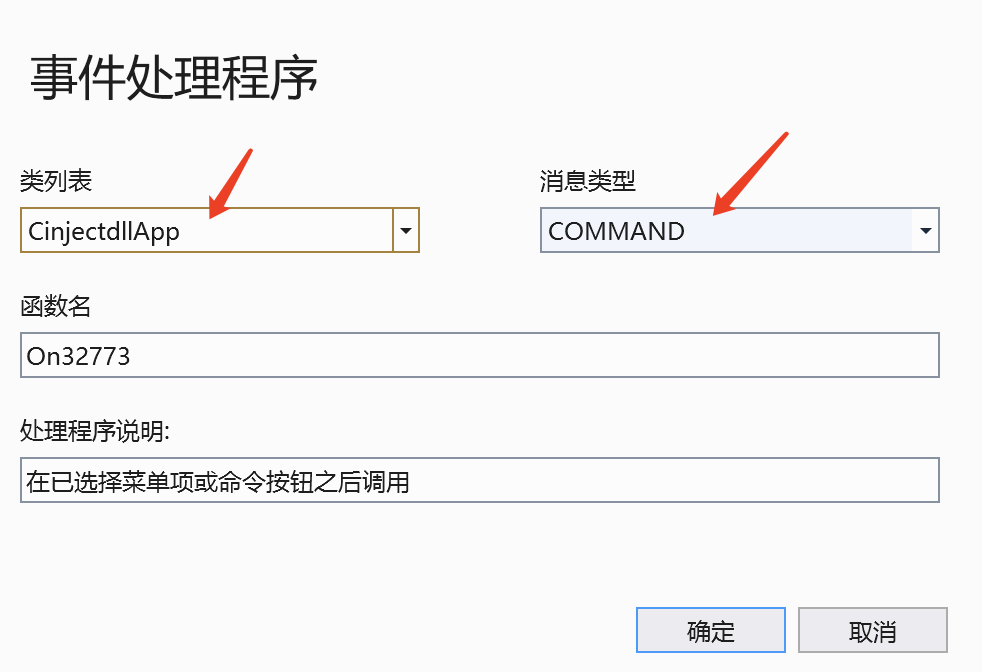 事件处理程序
类列表
消息类型
CinjectdllApp
COMMAND
函数名
On32773
处理程序说明:
在已选择菜单项或命令按钮之后调用
确定
取消